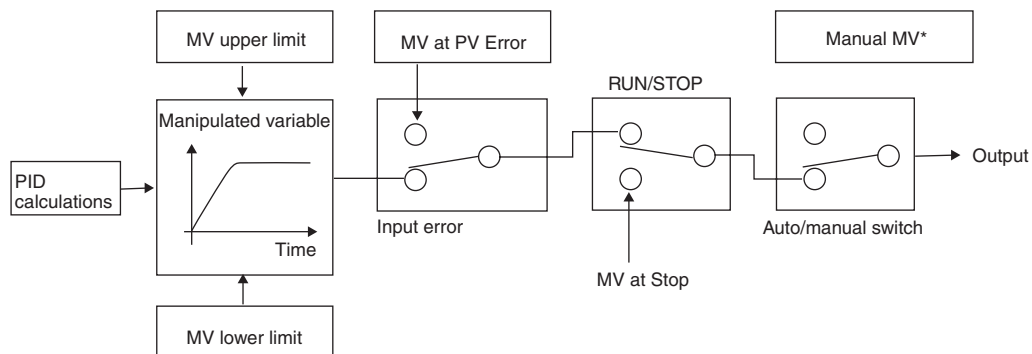 MV upper limit
MV at PV Error
Manual MV*
RUN/STOP
Manipulated variable
PID
calculations
Time
Output
Input error
Auto/manual switch
MV at Stop
MV lower limit